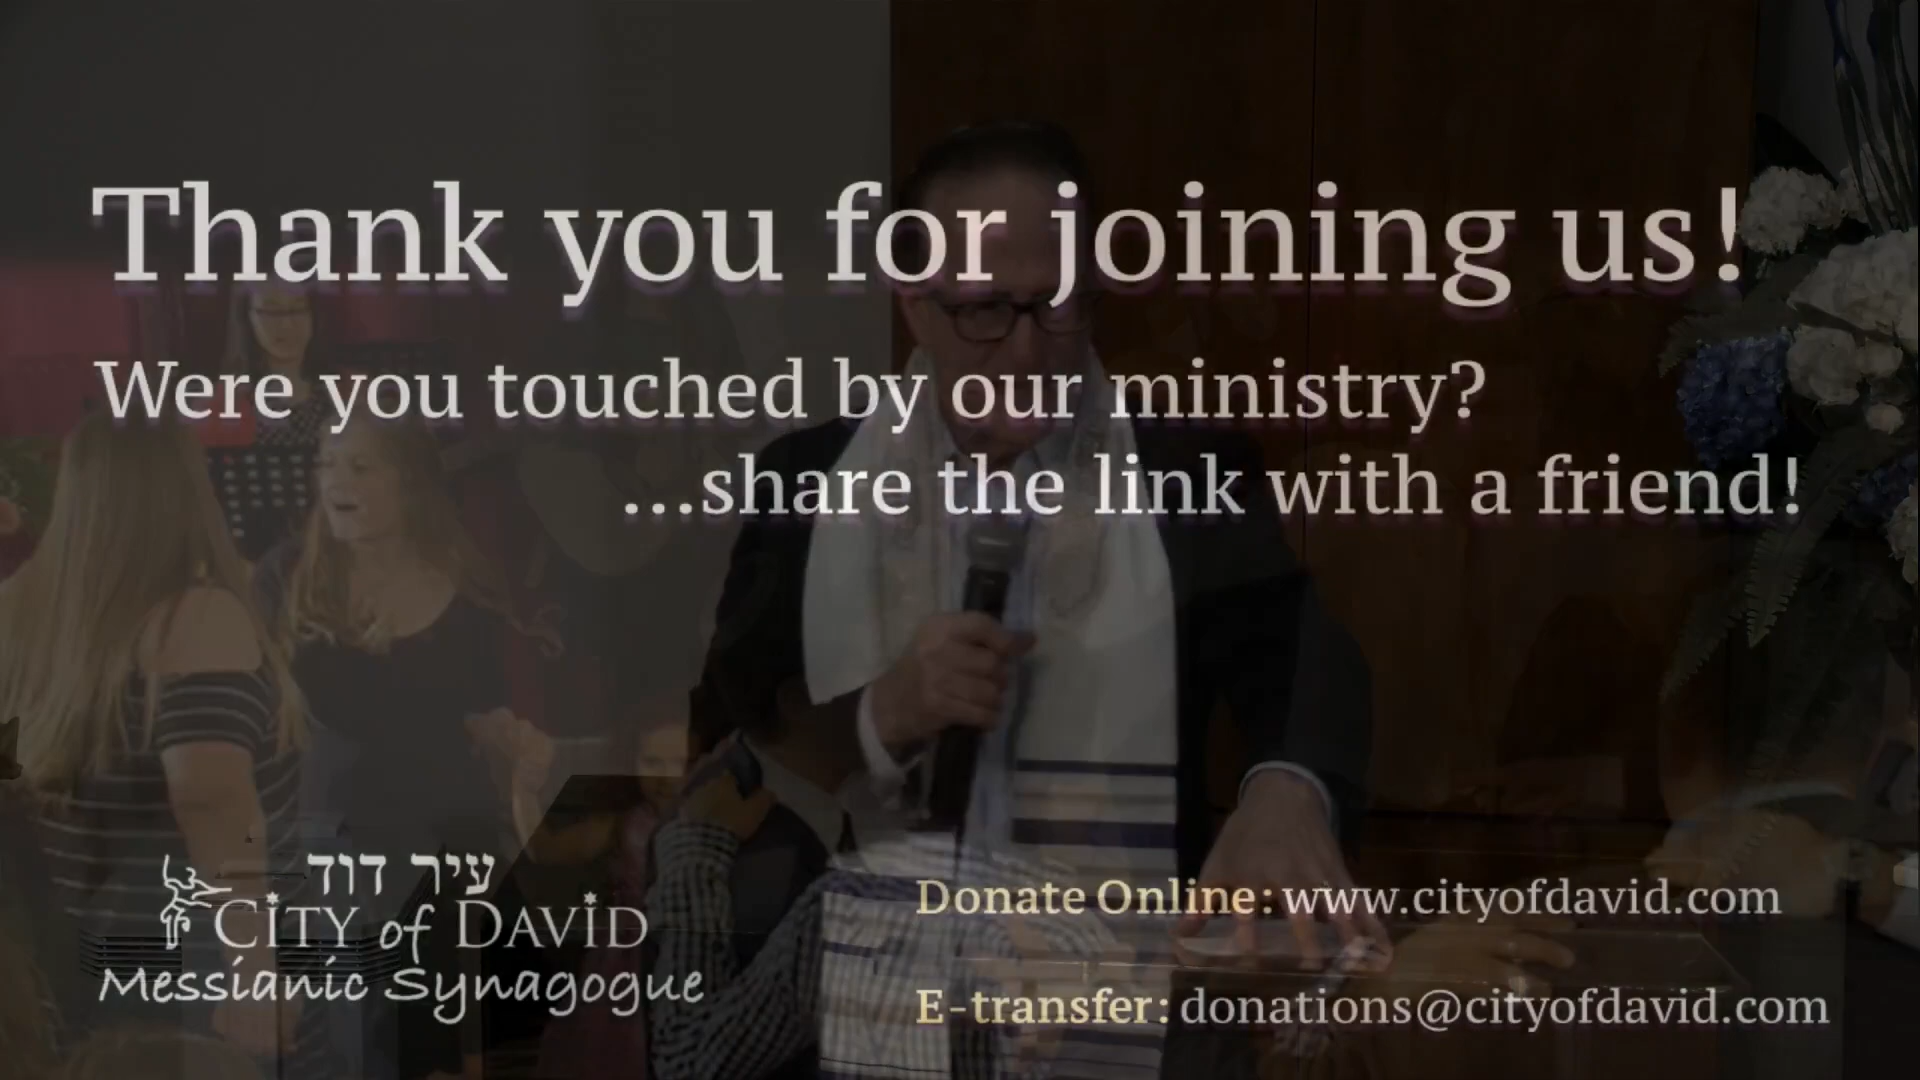 Thank you for joining us!
Were you touched by our ministry?
...share the link with a friend!
עיר דוד
CiTY of DAViD
Messianic Synagogue
Donate Online: www.cityofdavid.com
E-transfer: donations@cityofdavid.com